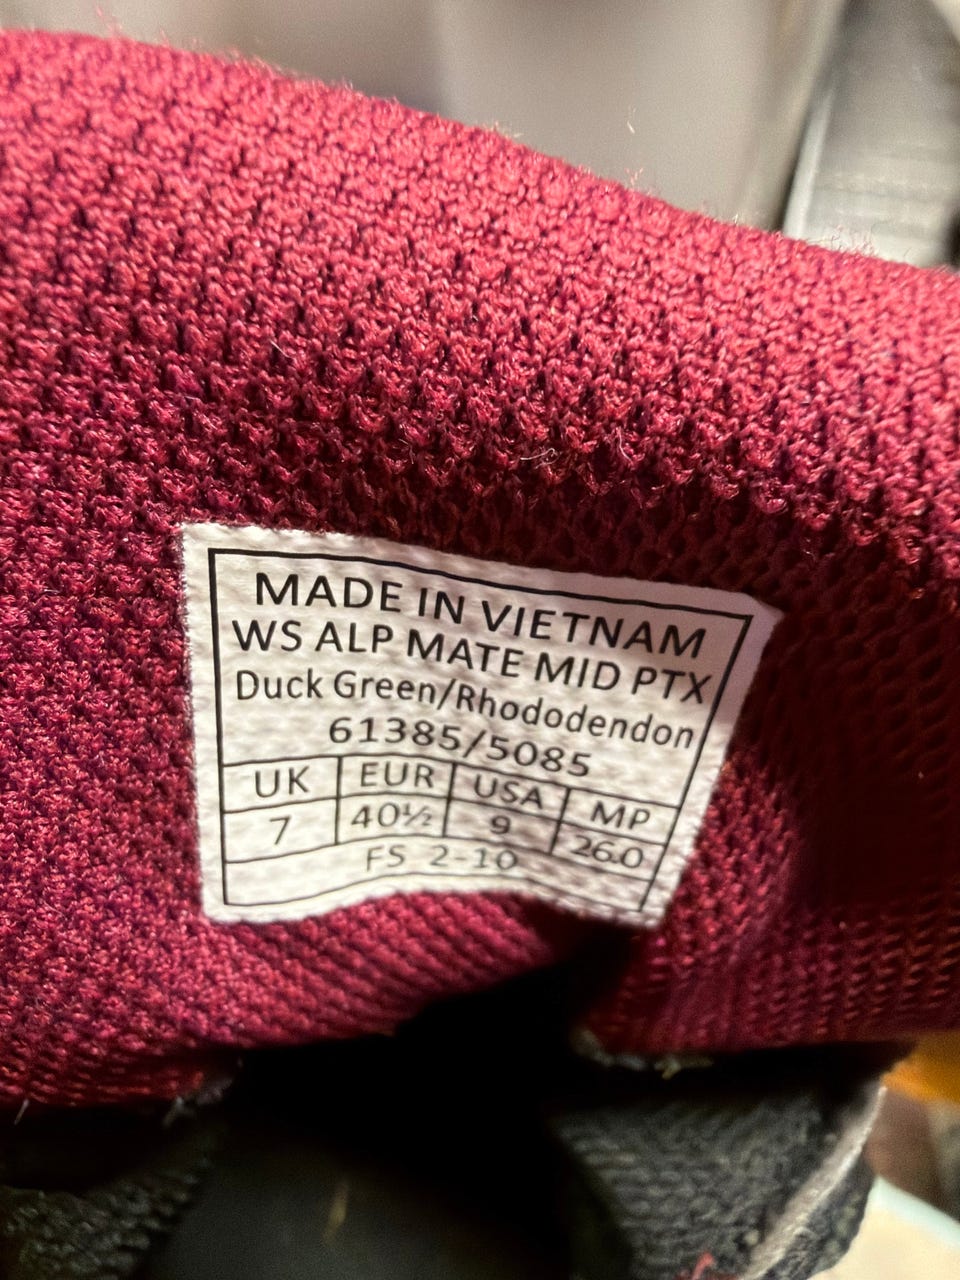 MADE IN VIETNAM
WS ALP MATE MID PTX
Duck Green/Rhododendon
61385/5085
UK EUR USA MP
7 40½ 9 26.0
FS 2-10